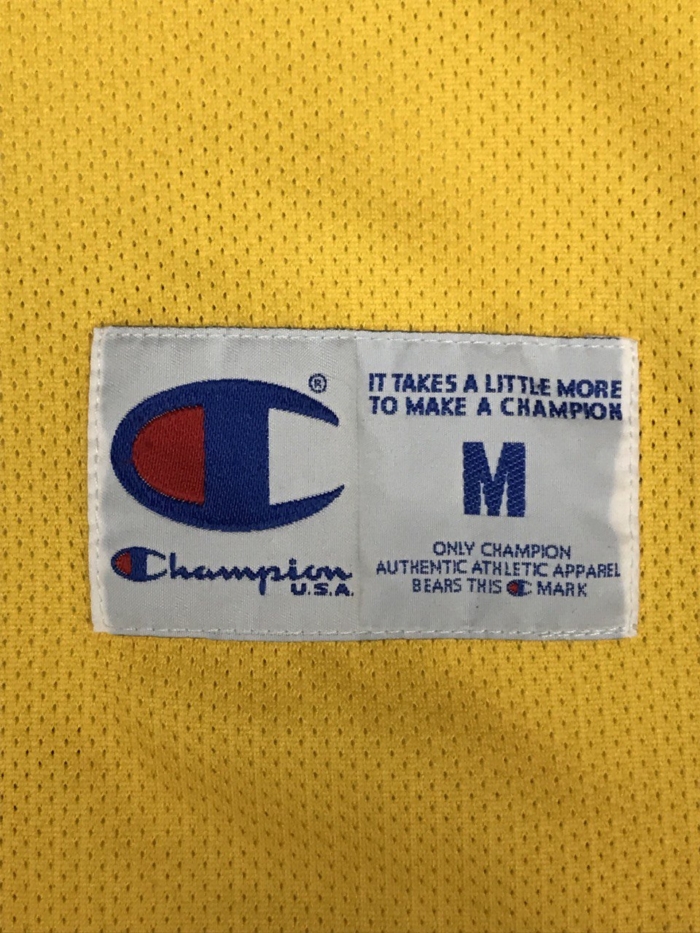 ®
Champion
U.S.A.
IT TAKES A LITTLE MORE
TO MAKE A CHAMPION
M
ONLY CHAMPION
AUTHENTIC ATHLETIC APPAREL
BEARS THIS C MARK